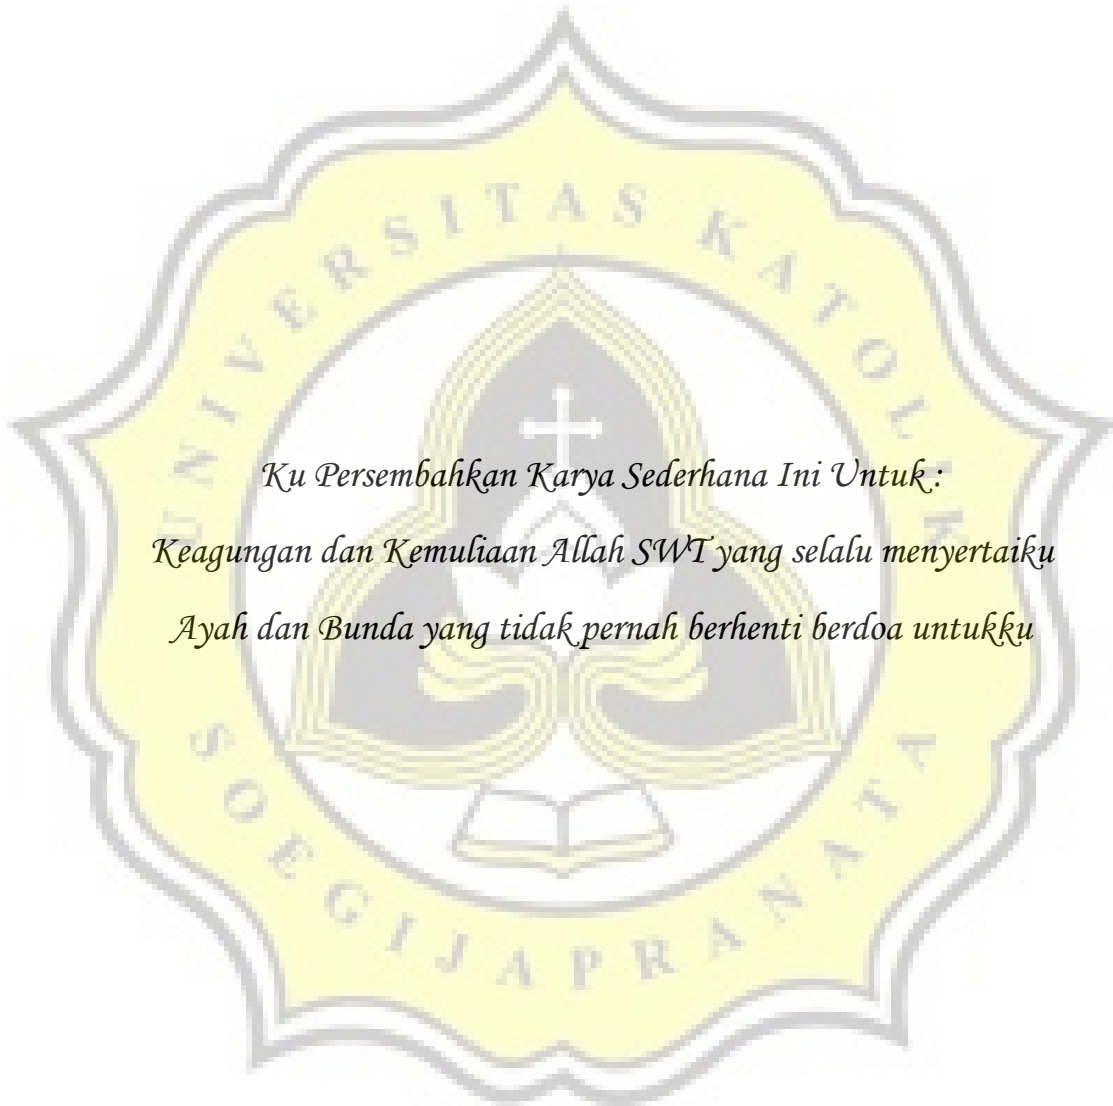 UNIVERSITAS KATOLIK
Ku Persembahkan Karya Sederhana Ini Untuk :
Keagungan dan Kemuliaan Allah SWT yang selalu menyertaiku
Ayah dan Bunda yang tidak pernah berhenti berdoa untukku
SOEGIJAPRANATA